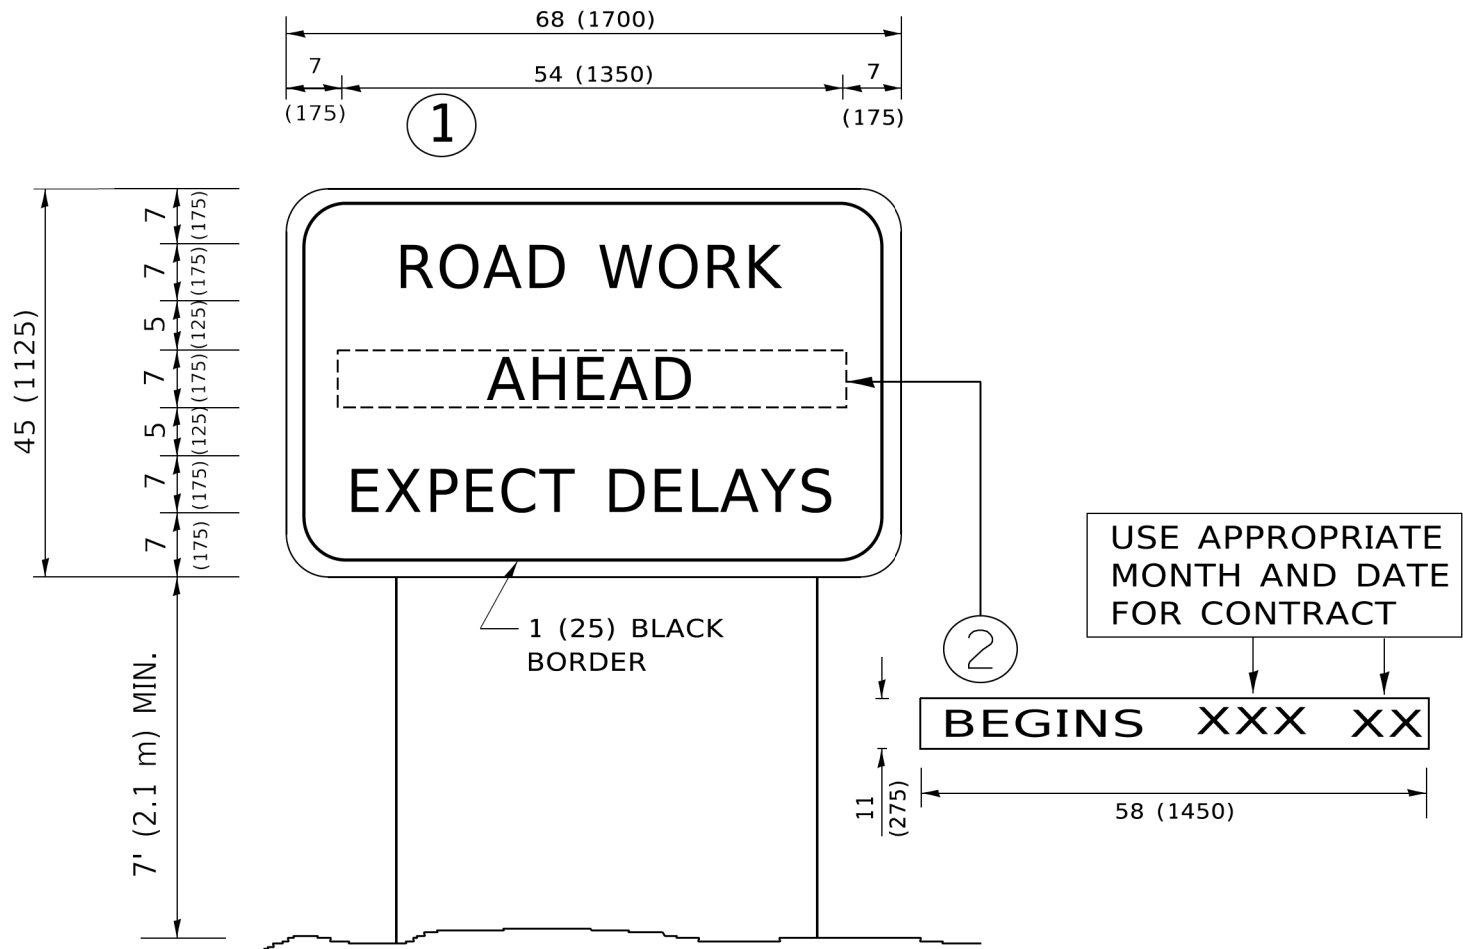 68 (1700)
7
54 (1350)
7
(175)
(175)
1
7
(175)
7
(175)
5
(125)
7
(175)
5
(125)
7
(175)
7
(175)
45 (1125)
ROAD WORK
AHEAD
EXPECT DELAYS
1 (25) BLACK
BORDER
7' (2.1 m) MIN.
USE APPROPRIATE
MONTH AND DATE
FOR CONTRACT
2
BEGINS XXX XX
11
(275)
58 (1450)